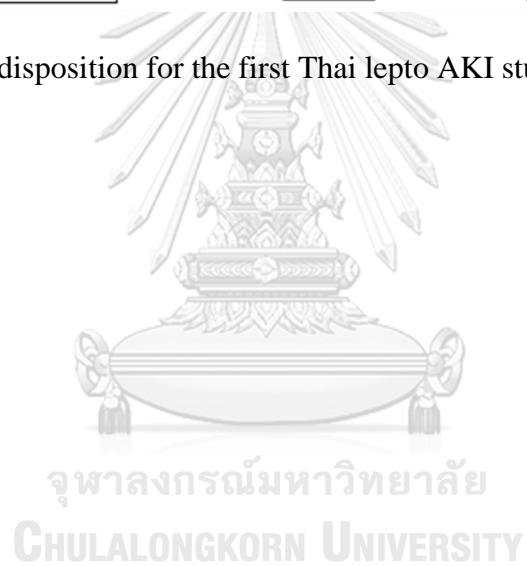 disposition for the first Thai lepto AKI stu
จุฬาลงกรณ์มหาวิทยาลัย
CHULALONGKORN UNIVERSITY